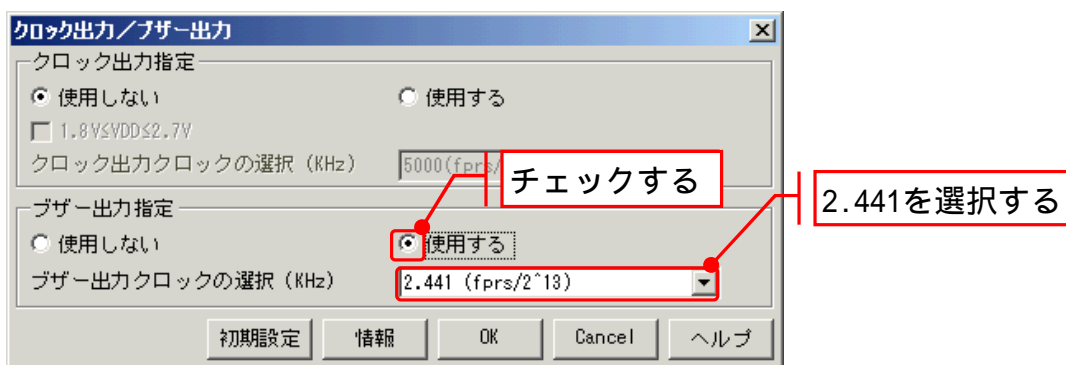 クロック出力/ブザー出力
クロック出力指定
使用しない 使用する
1.8V≤VDD≤2.7V
クロック出力クロックの選択 (KHz) 5000(fprs/
チェックする
2.441を選択する
ブザー出力指定
使用しない 使用する
ブザー出力クロックの選択 (KHz) 2.441 (fprs/2^13)
初期設定 情報 OK Cancel ヘルプ